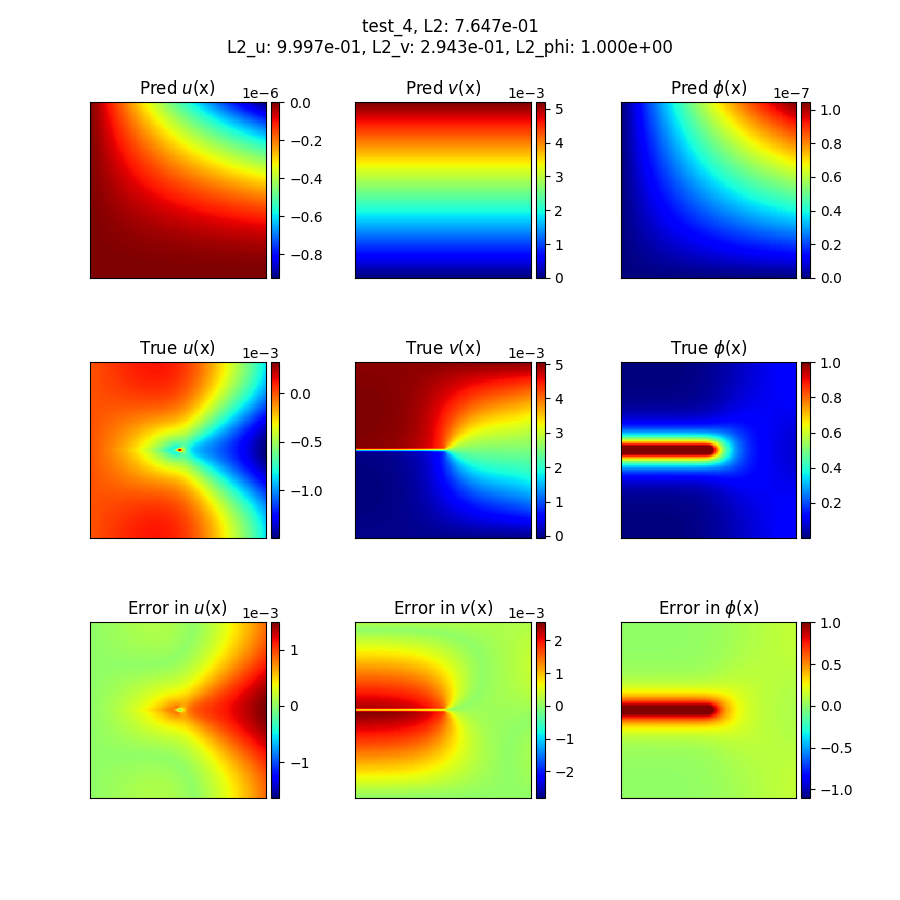 test_4, L2: 7.647e-01
L2_u: 9.997e-01, L2_v: 2.943e-01, L2_phi: 1.000e+00
Pred u(x)
1e−6
0.0
−0.2
−0.4
−0.6
−0.8
Pred v(x)
1e−3
5
4
3
2
1
0
Pred ϕ(x)
1e−7
1.0
0.8
0.6
0.4
0.2
0.0
True u(x)
1e−3
0.0
−0.5
−1.0
True v(x)
1e−3
5
4
3
2
1
0
True ϕ(x)
1.0
0.8
0.6
0.4
0.2
Error in u(x)
1e−3
1
0
−1
Error in v(x)
1e−3
2
1
0
−1
−2
Error in ϕ(x)
1.0
0.5
0.0
−0.5
−1.0